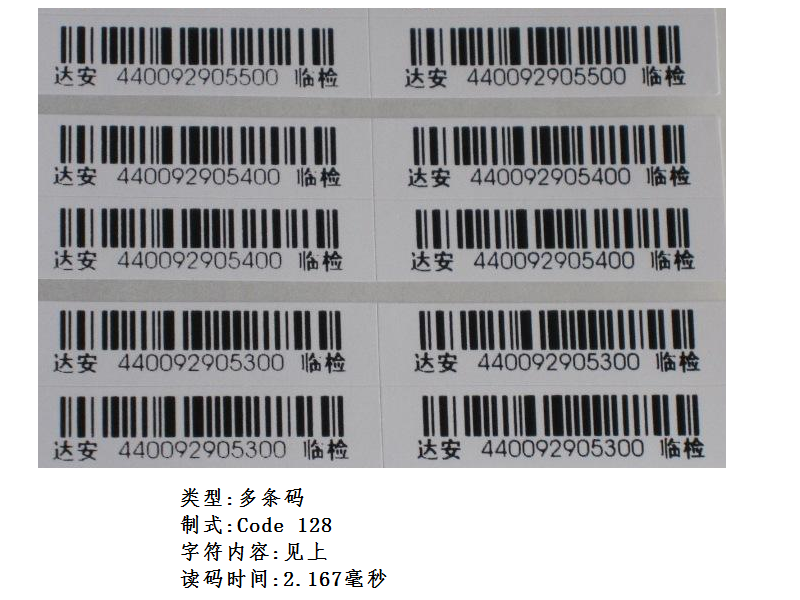 达安 440092905500 临检 达安 440092905500 临检
达安 440092905400 临检 达安 440092905400 临检
达安 440092905400 临检 达安 440092905400 临检
达安 440092905300 临检 达安 440092905300 临检
达安 440092905300 临检 达安 440092905300 临检
类型:多条码
制式:Code 128
字符内容:见上
读码时间:2.167毫秒